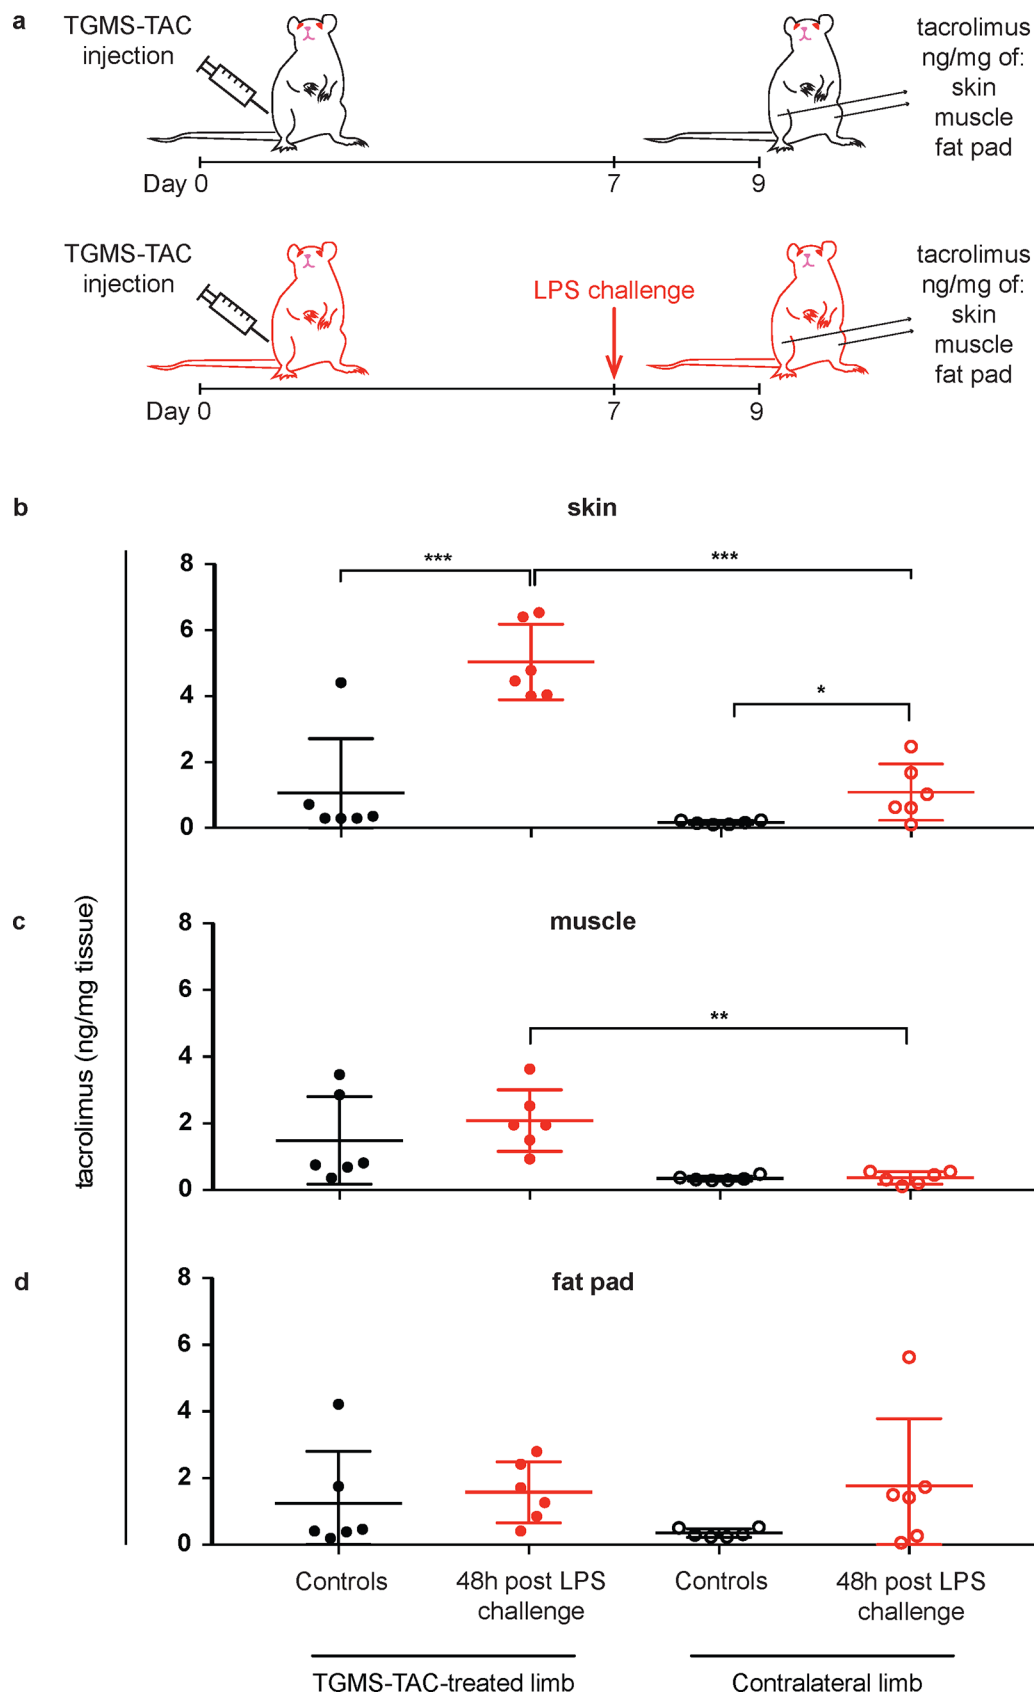 a
TGMS-TAC
injection
tacrolimus
ng/mg of:
skin
muscle
fat pad
Day 0
7
9
TGMS-TAC
injection
LPS challenge
tacrolimus
ng/mg of:
skin
muscle
fat pad
Day 0
7
9
b
skin
8
6
4
2
0
***
***
*
tacrolimus (ng/mg tissue)
c
muscle
8
6
4
2
0
**
d
fat pad
8
6
4
2
0
Controls
48h post LPS
challenge
Controls
48h post LPS
challenge
TGMS-TAC-treated limb
Contralateral limb